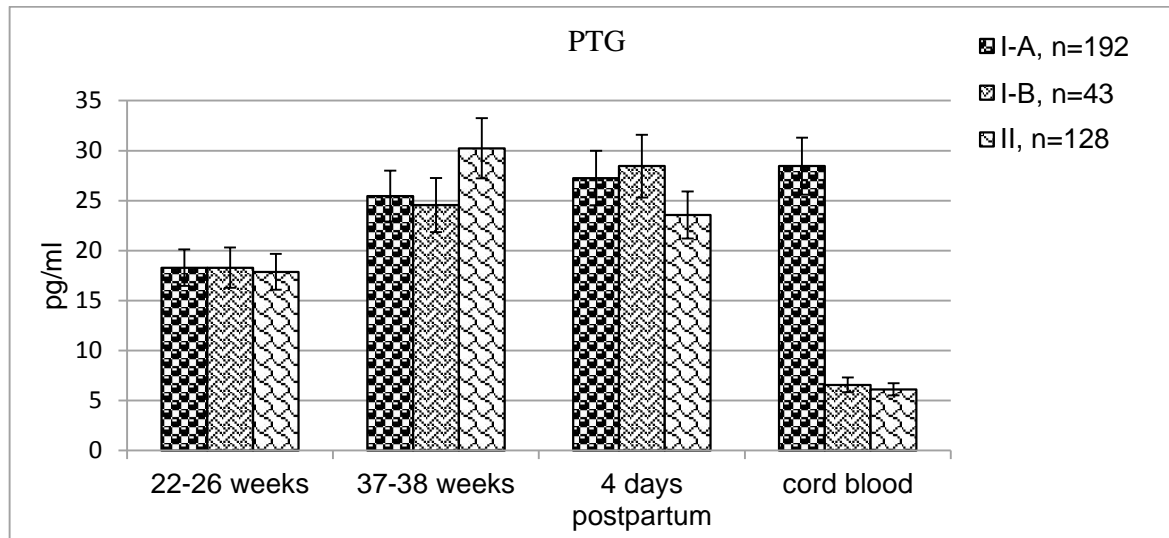 PTG
I-A, n=192
I-B, n=43
II, n=128
pg/ml
35
30
25
20
15
10
5
0
22-26 weeks
37-38 weeks
4 days
postpartum
cord blood